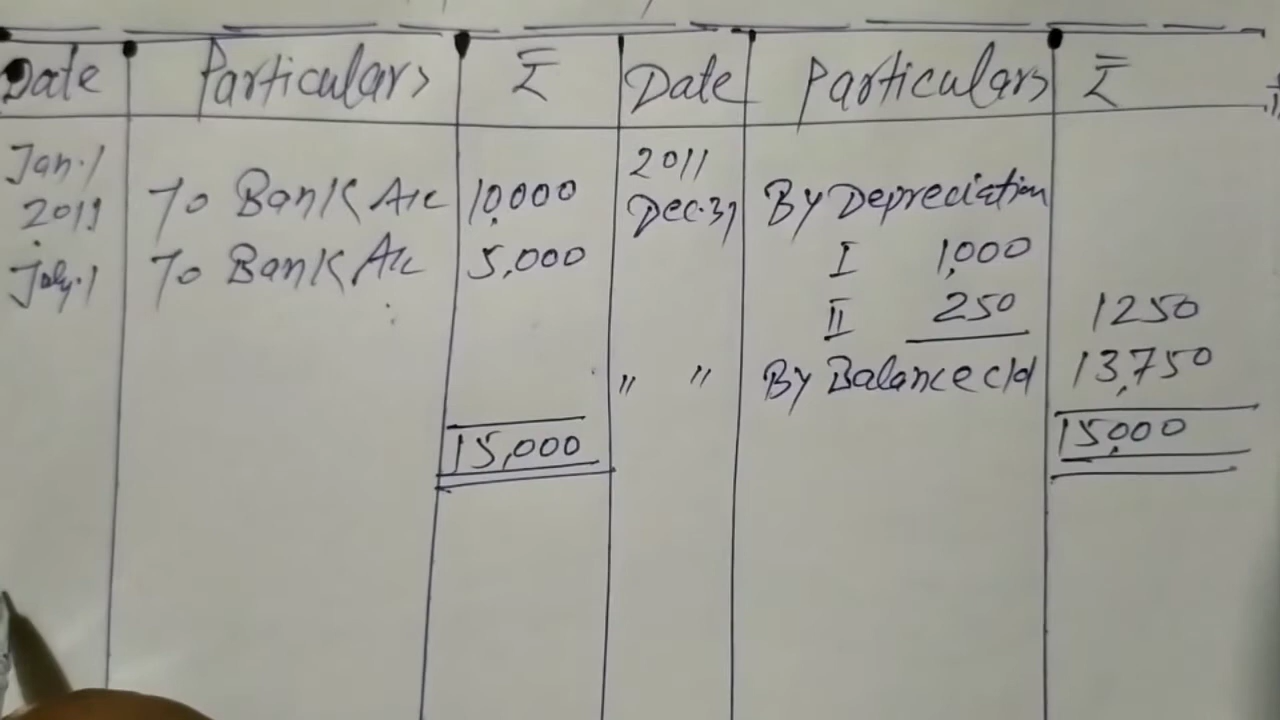 Date Particulars ₹ Date Particulars ₹
Jan.1 2011
2011 To Bank A/c 10,000 Dec.31 By Depreciation
July.1 To Bank A/c 5,000 I 1,000
II 250 1250
" " By Balance c/d 13,750
15,000 15,000